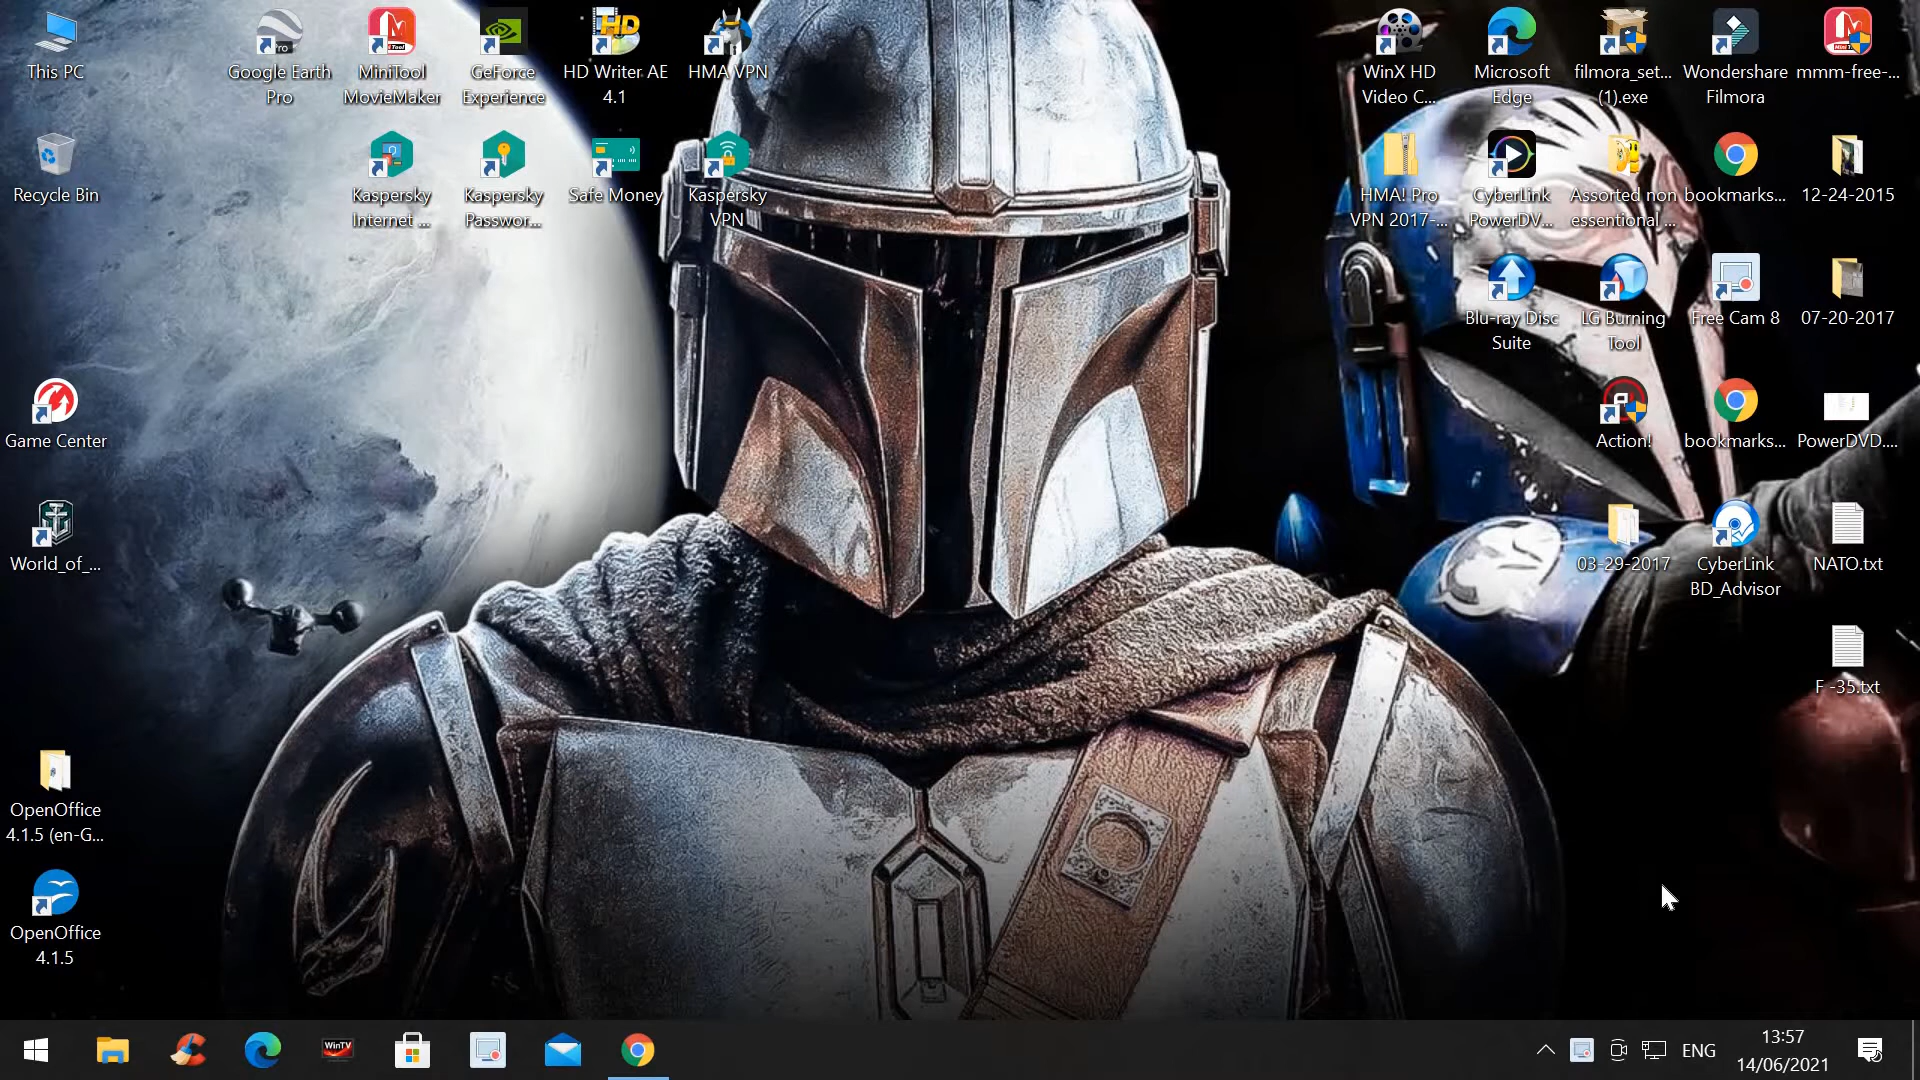 This PC
Google Earth
Pro
MiniTool
MovieMaker
GeForce
Experience
HD Writer AE
4.1
HMA VPN
WinX HD
Video C...
Microsoft
Edge
filmora_set...
(1).exe
Wondershare
Filmora
mmm-free-...
Recycle Bin
Kaspersky
Internet ...
Kaspersky
Passwor...
Safe Money
Kaspersky
VPN
HMA! Pro
VPN 2017-...
CyberLink
PowerDV...
Assorted non
essentional ...
bookmarks...
12-24-2015
Blu-ray Disc
Suite
LG Burning
Tool
Free Cam 8
07-20-2017
Game Center
Action!
bookmarks...
PowerDVD....
World_of_...
03-29-2017
CyberLink
BD_Advisor
NATO.txt
F -35.txt
OpenOffice
4.1.5 (en-G...
OpenOffice
4.1.5
WinTV
ENG
13:57
14/06/2021